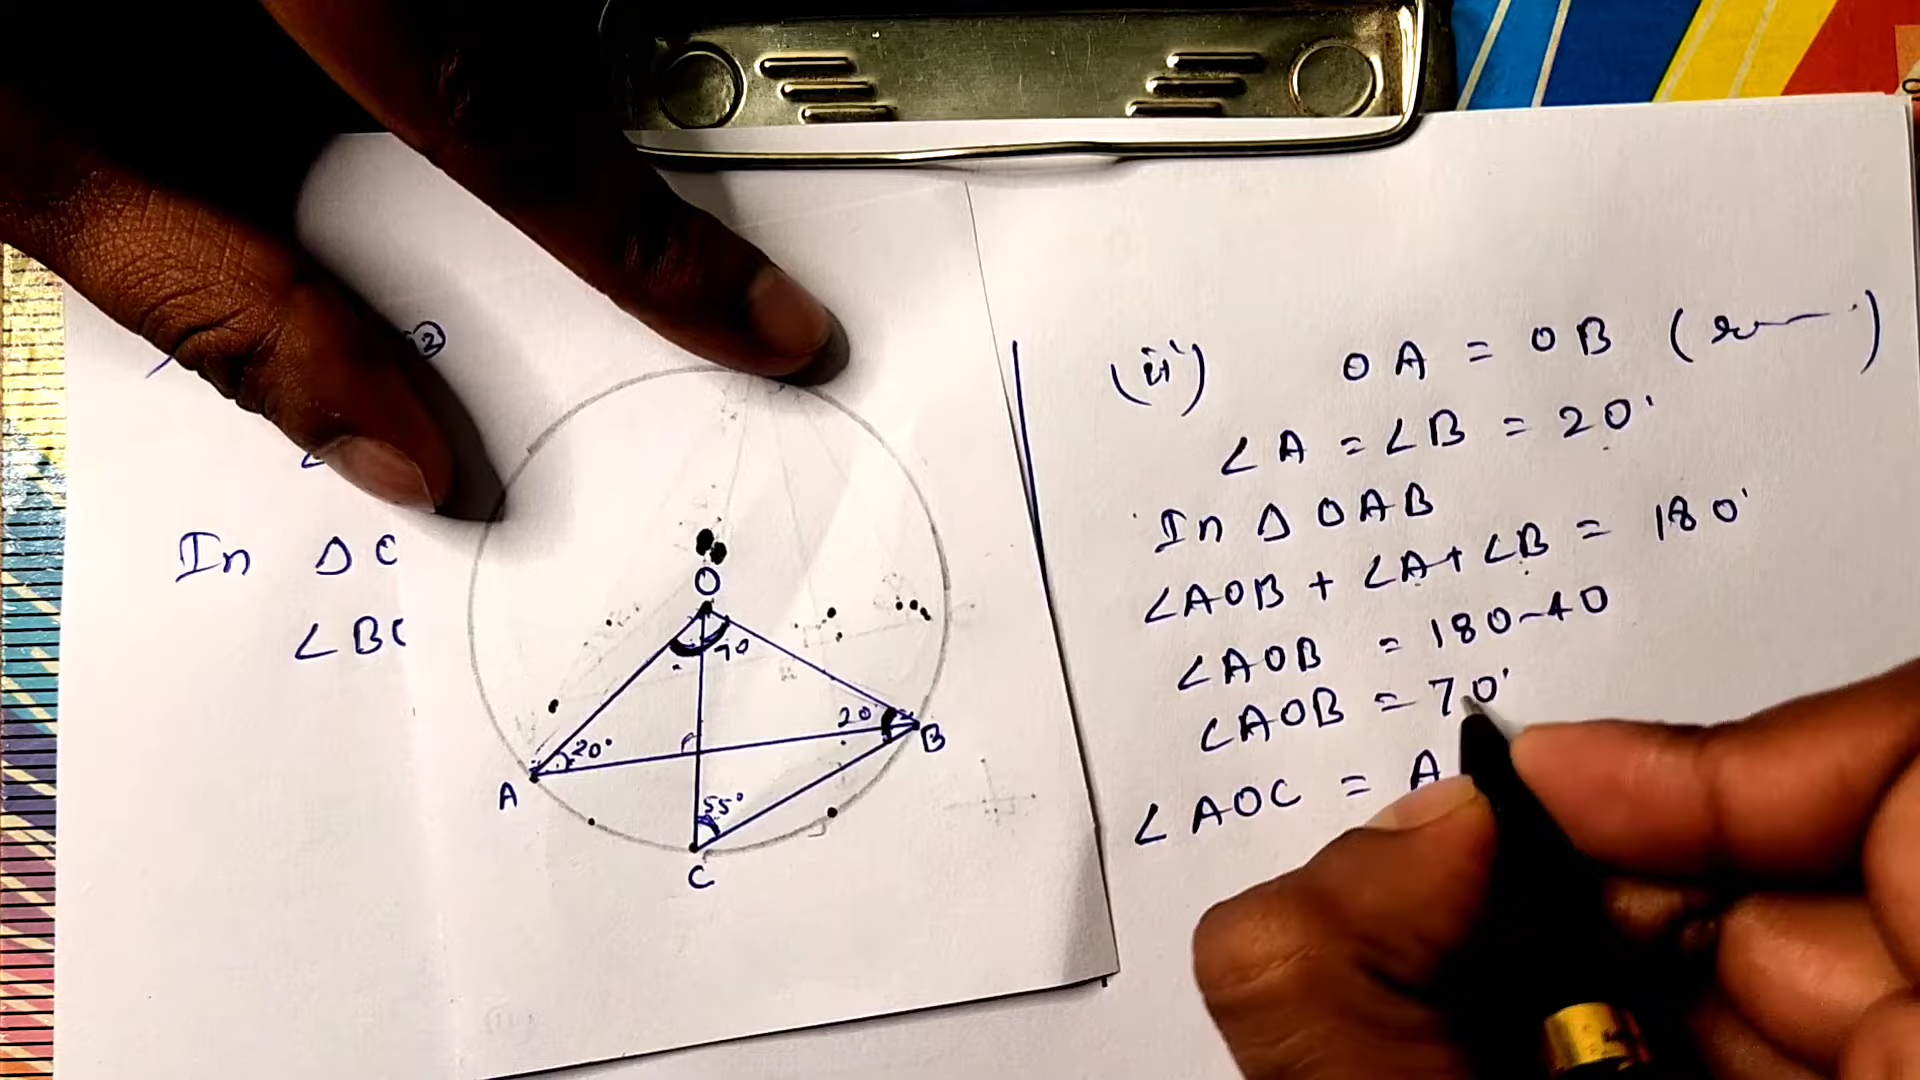 ②
In Δ C
∠B
O
70
20°
20
A
B
55°
C
(ii) OA = OB (
∠A = ∠B = 20°
In Δ OAB
∠AOB + ∠A + ∠B = 180°
∠AOB = 180-40
∠AOB = 70°
∠AOC = A